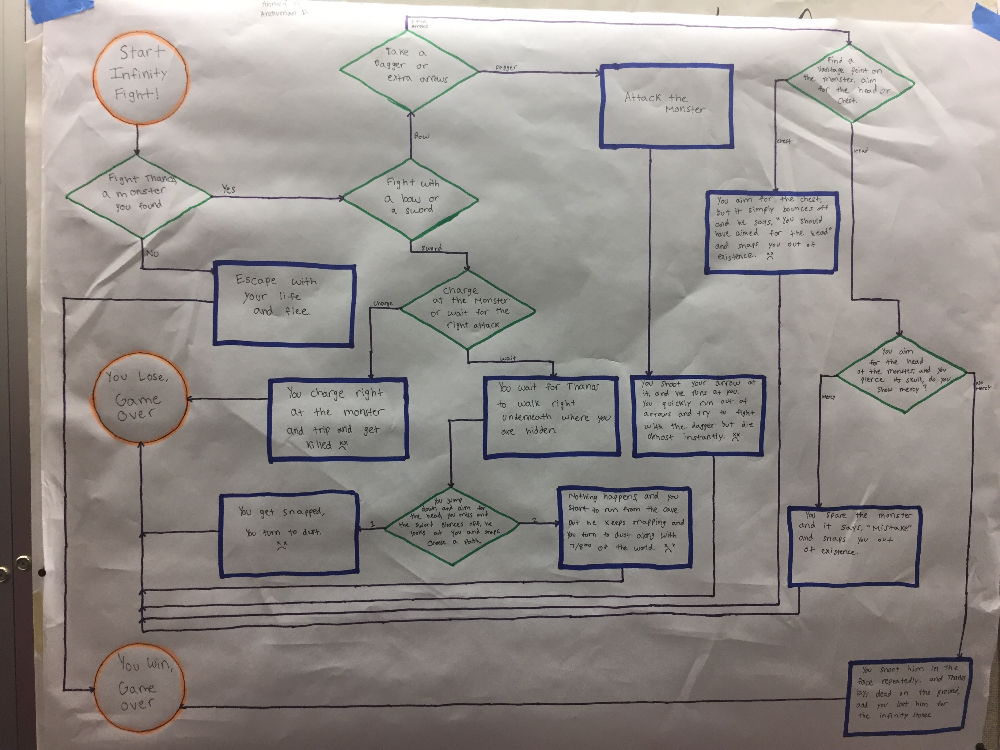 Start
Infinity
Fight!
Fight Thanos,
a monster
you found
Yes
No
Escape with
your life
and flee
Fight with
a bow or
a sword
Bow
Sword
Take a
Dagger or
extra arrows
Dagger
Attack the
Monster
Find a
vantage point on
the monster, aim
for the head or
chest.
chest
head
You aim for the chest,
but it simply bounces off
and he says, "You should
have aimed for the head"
and snaps you out of
existence.
Charge
at the Monster
or wait for the
right attack
charge
wait
You Lose,
Game
over
You charge right
at the monster
and trip and get
killed
You wait for Thanos
to walk right
underneath where you
are hidden.
You shoot your arrow at
it, and he runs at you.
You quickly run out of
arrows and try to fight
with the dagger but die
almost instantly.
You aim
for the head
of the monster, and you
pierce its skull, do you
show mercy?
Mercy
no
mercy
You get snapped,
You turn to dust.
1
You jump
down and aim for
the head, you miss and
the sword glances off, he
looks at you and snaps
Choose a Path.
2
Nothing happens, and you
start to run from the cave
but he keeps snapping and
you turn to dust along with
of the world.
You spare the monster
and it says, "Mistake"
and snaps you out
of existence.
You Win,
Game
over
You shoot him in the
face repeatedly, and Thanos
lays dead on the ground,
and you loot him for
the infinity stones